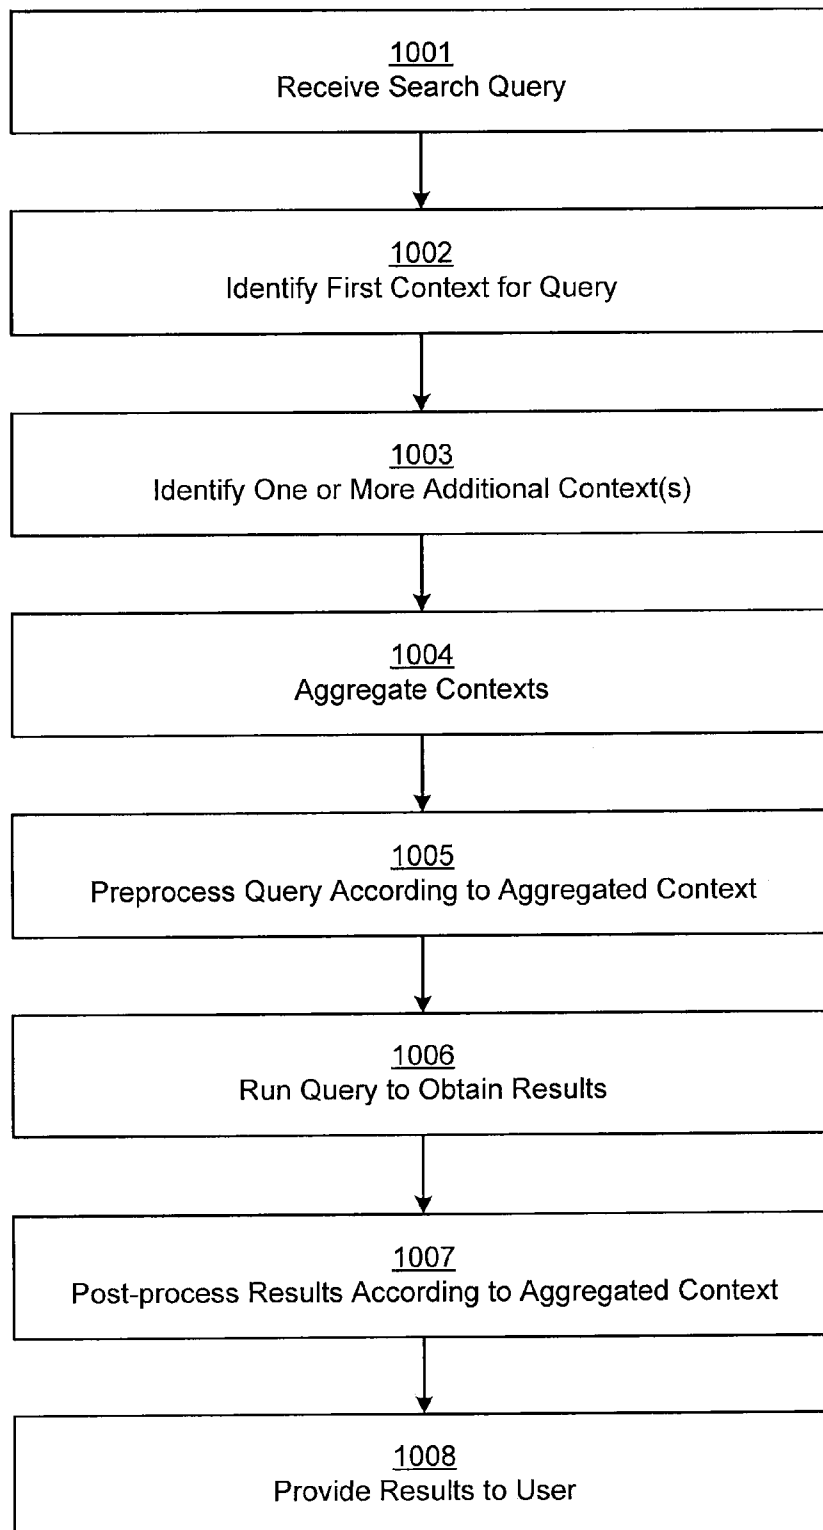 1001
Receive Search Query
1002
Identify First Context for Query
1003
Identify One or More Additional Context(s)
1004
Aggregate Contexts
1005
Preprocess Query According to Aggregated Context
1006
Run Query to Obtain Results
1007
Post-process Results According to Aggregated Context
1008
Provide Results to User